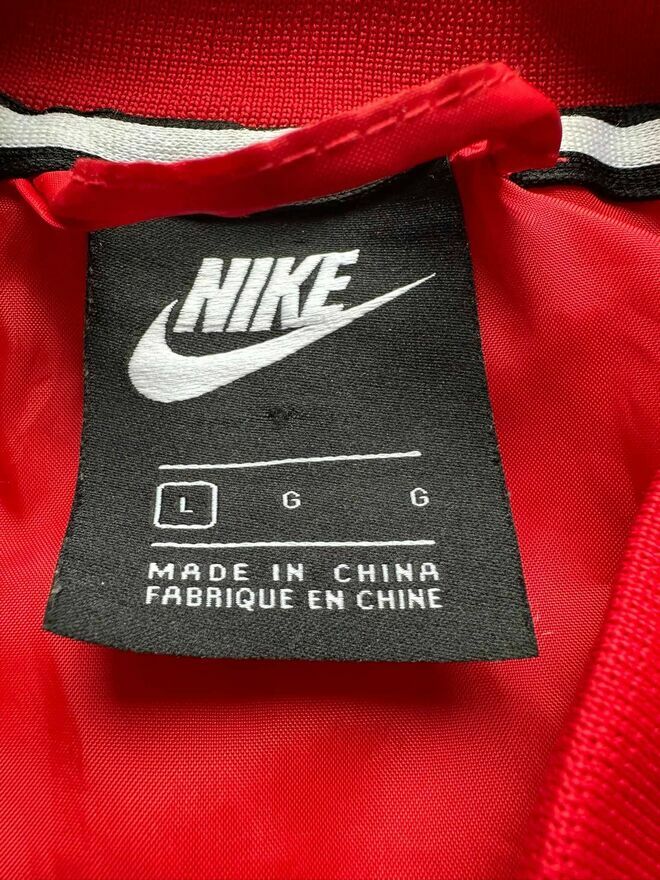 NIKE
L G G
MADE IN CHINA
FABRIQUE EN CHINE